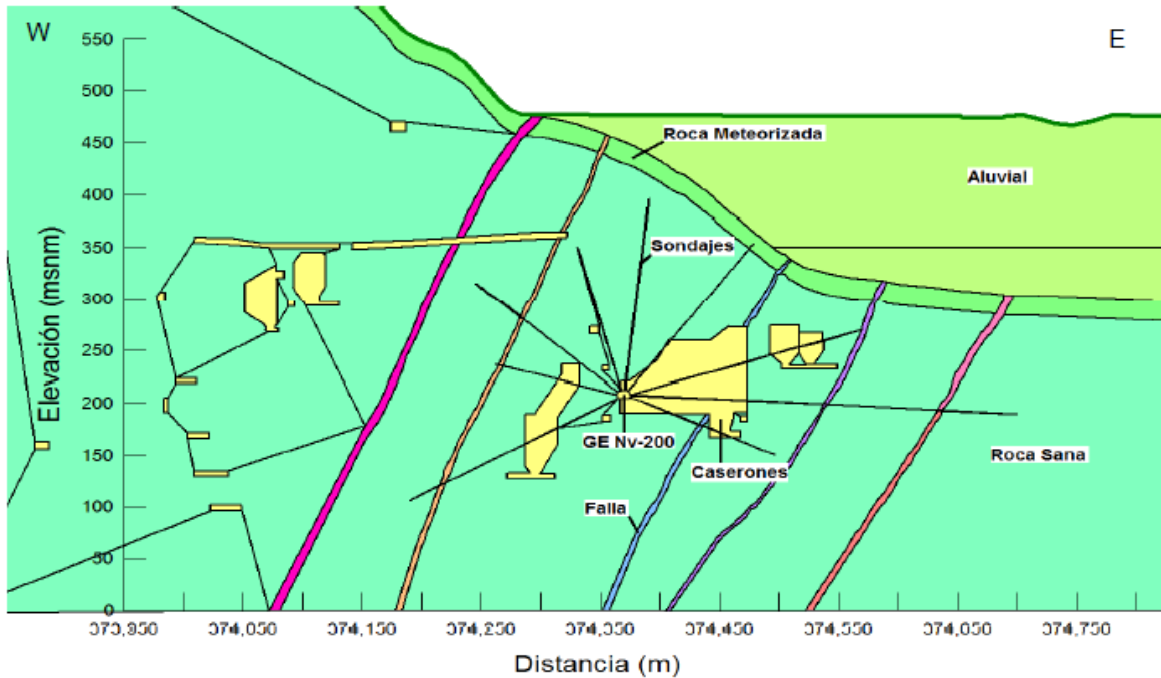 W
E
550
500
450
400
350
300
250
200
150
100
50
0
Elevación (msnm)
Roca Meteorizada
Aluvial
Sondajes
GE Nv-200
Caserones
Roca Sana
Falla
373,950
374,050
374,150
374,250
374,350
374,450
374,550
374,650
374,750
Distancia (m)